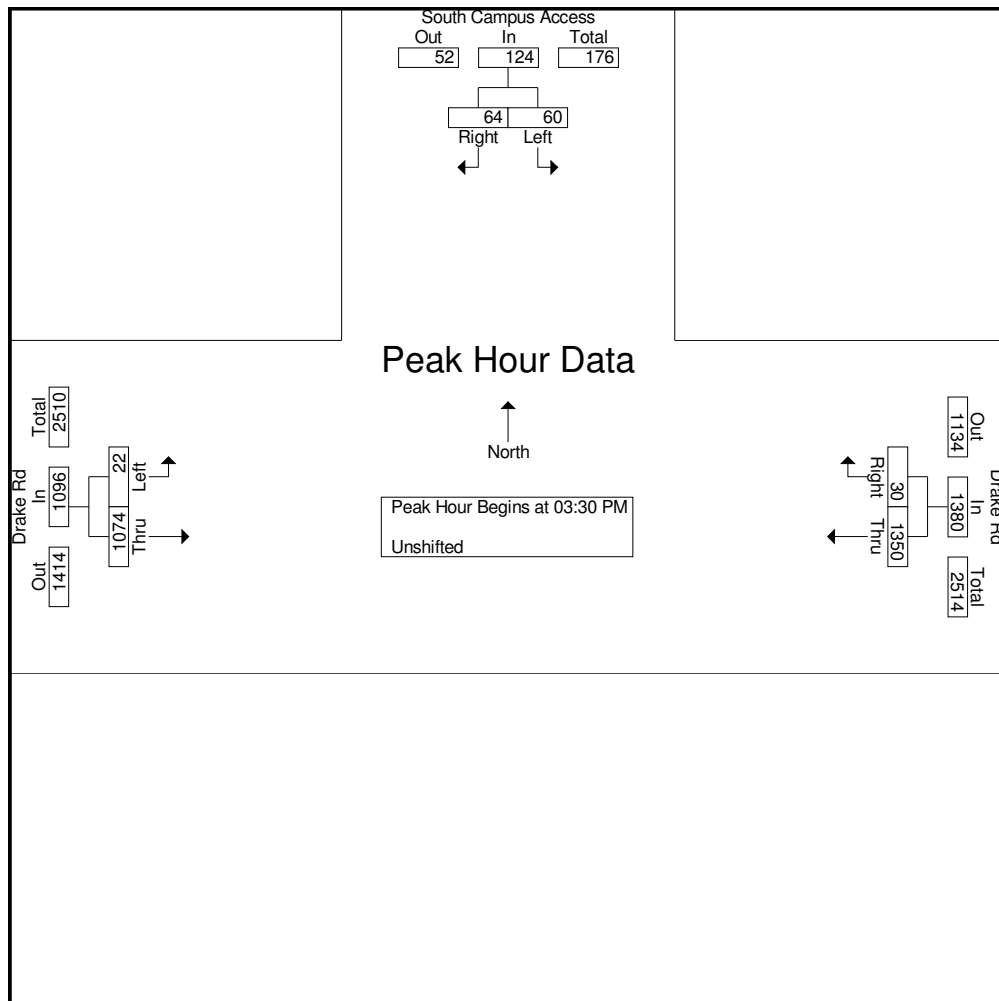 South Campus Access
Out In Total
52 124 176
64 60
Right Left
Peak Hour Data
North
Peak Hour Begins at 03:30 PM
Unshifted
Drake Rd
Out In Total
1414 1096 2510
Thru Left
1074 22
Drake Rd
Out In Total
1134 1380 2514
Right Thru
30 1350